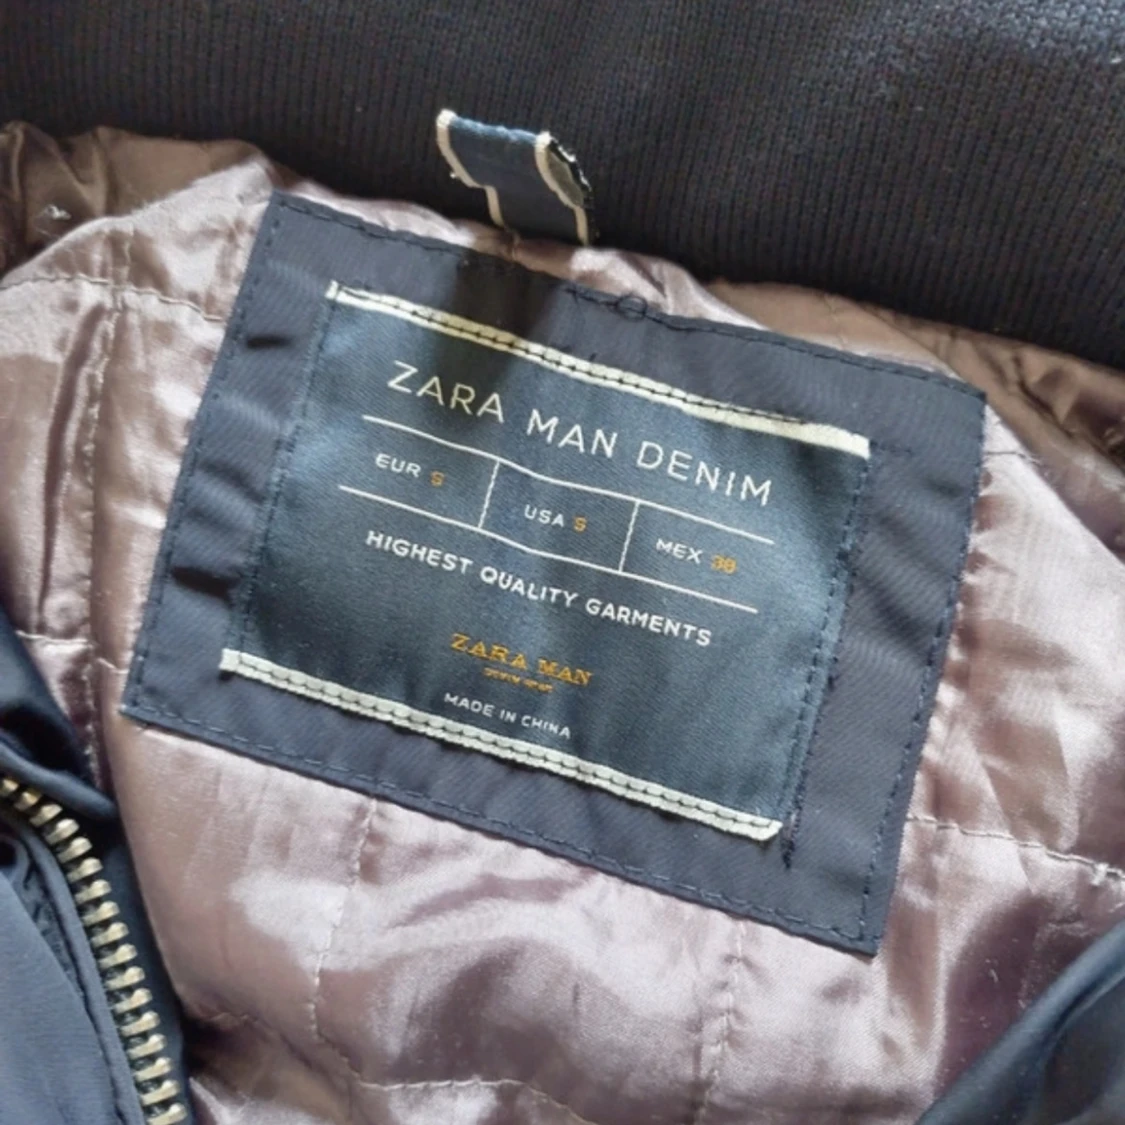 ZARA MAN DENIM
EUR S USA S MEX 38
HIGHEST QUALITY GARMENTS
ZARA MAN
MADE IN CHINA